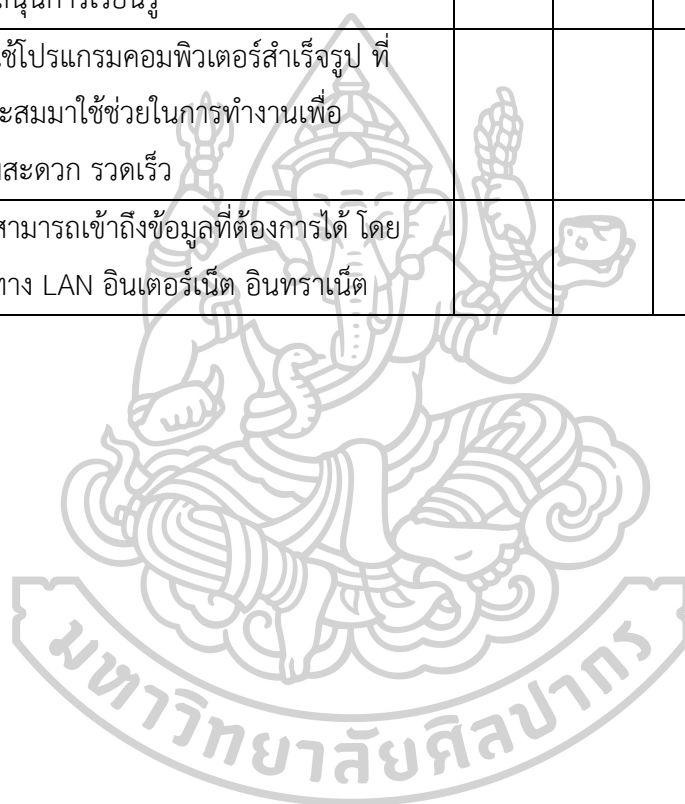 นุนการเรียนรู้
ช้โปรแกรมคอมพิวเตอร์สำเร็จรูป ที่
ะสมมาใช้ช่วยในการทำงานเพื่อ
สะดวก รวดเร็ว
สามารถเข้าถึงข้อมูลที่ต้องการได้ โดย
ทาง LAN อินเตอร์เน็ต อินทราเน็ต
มหาวิทยาลัยศิลปากร